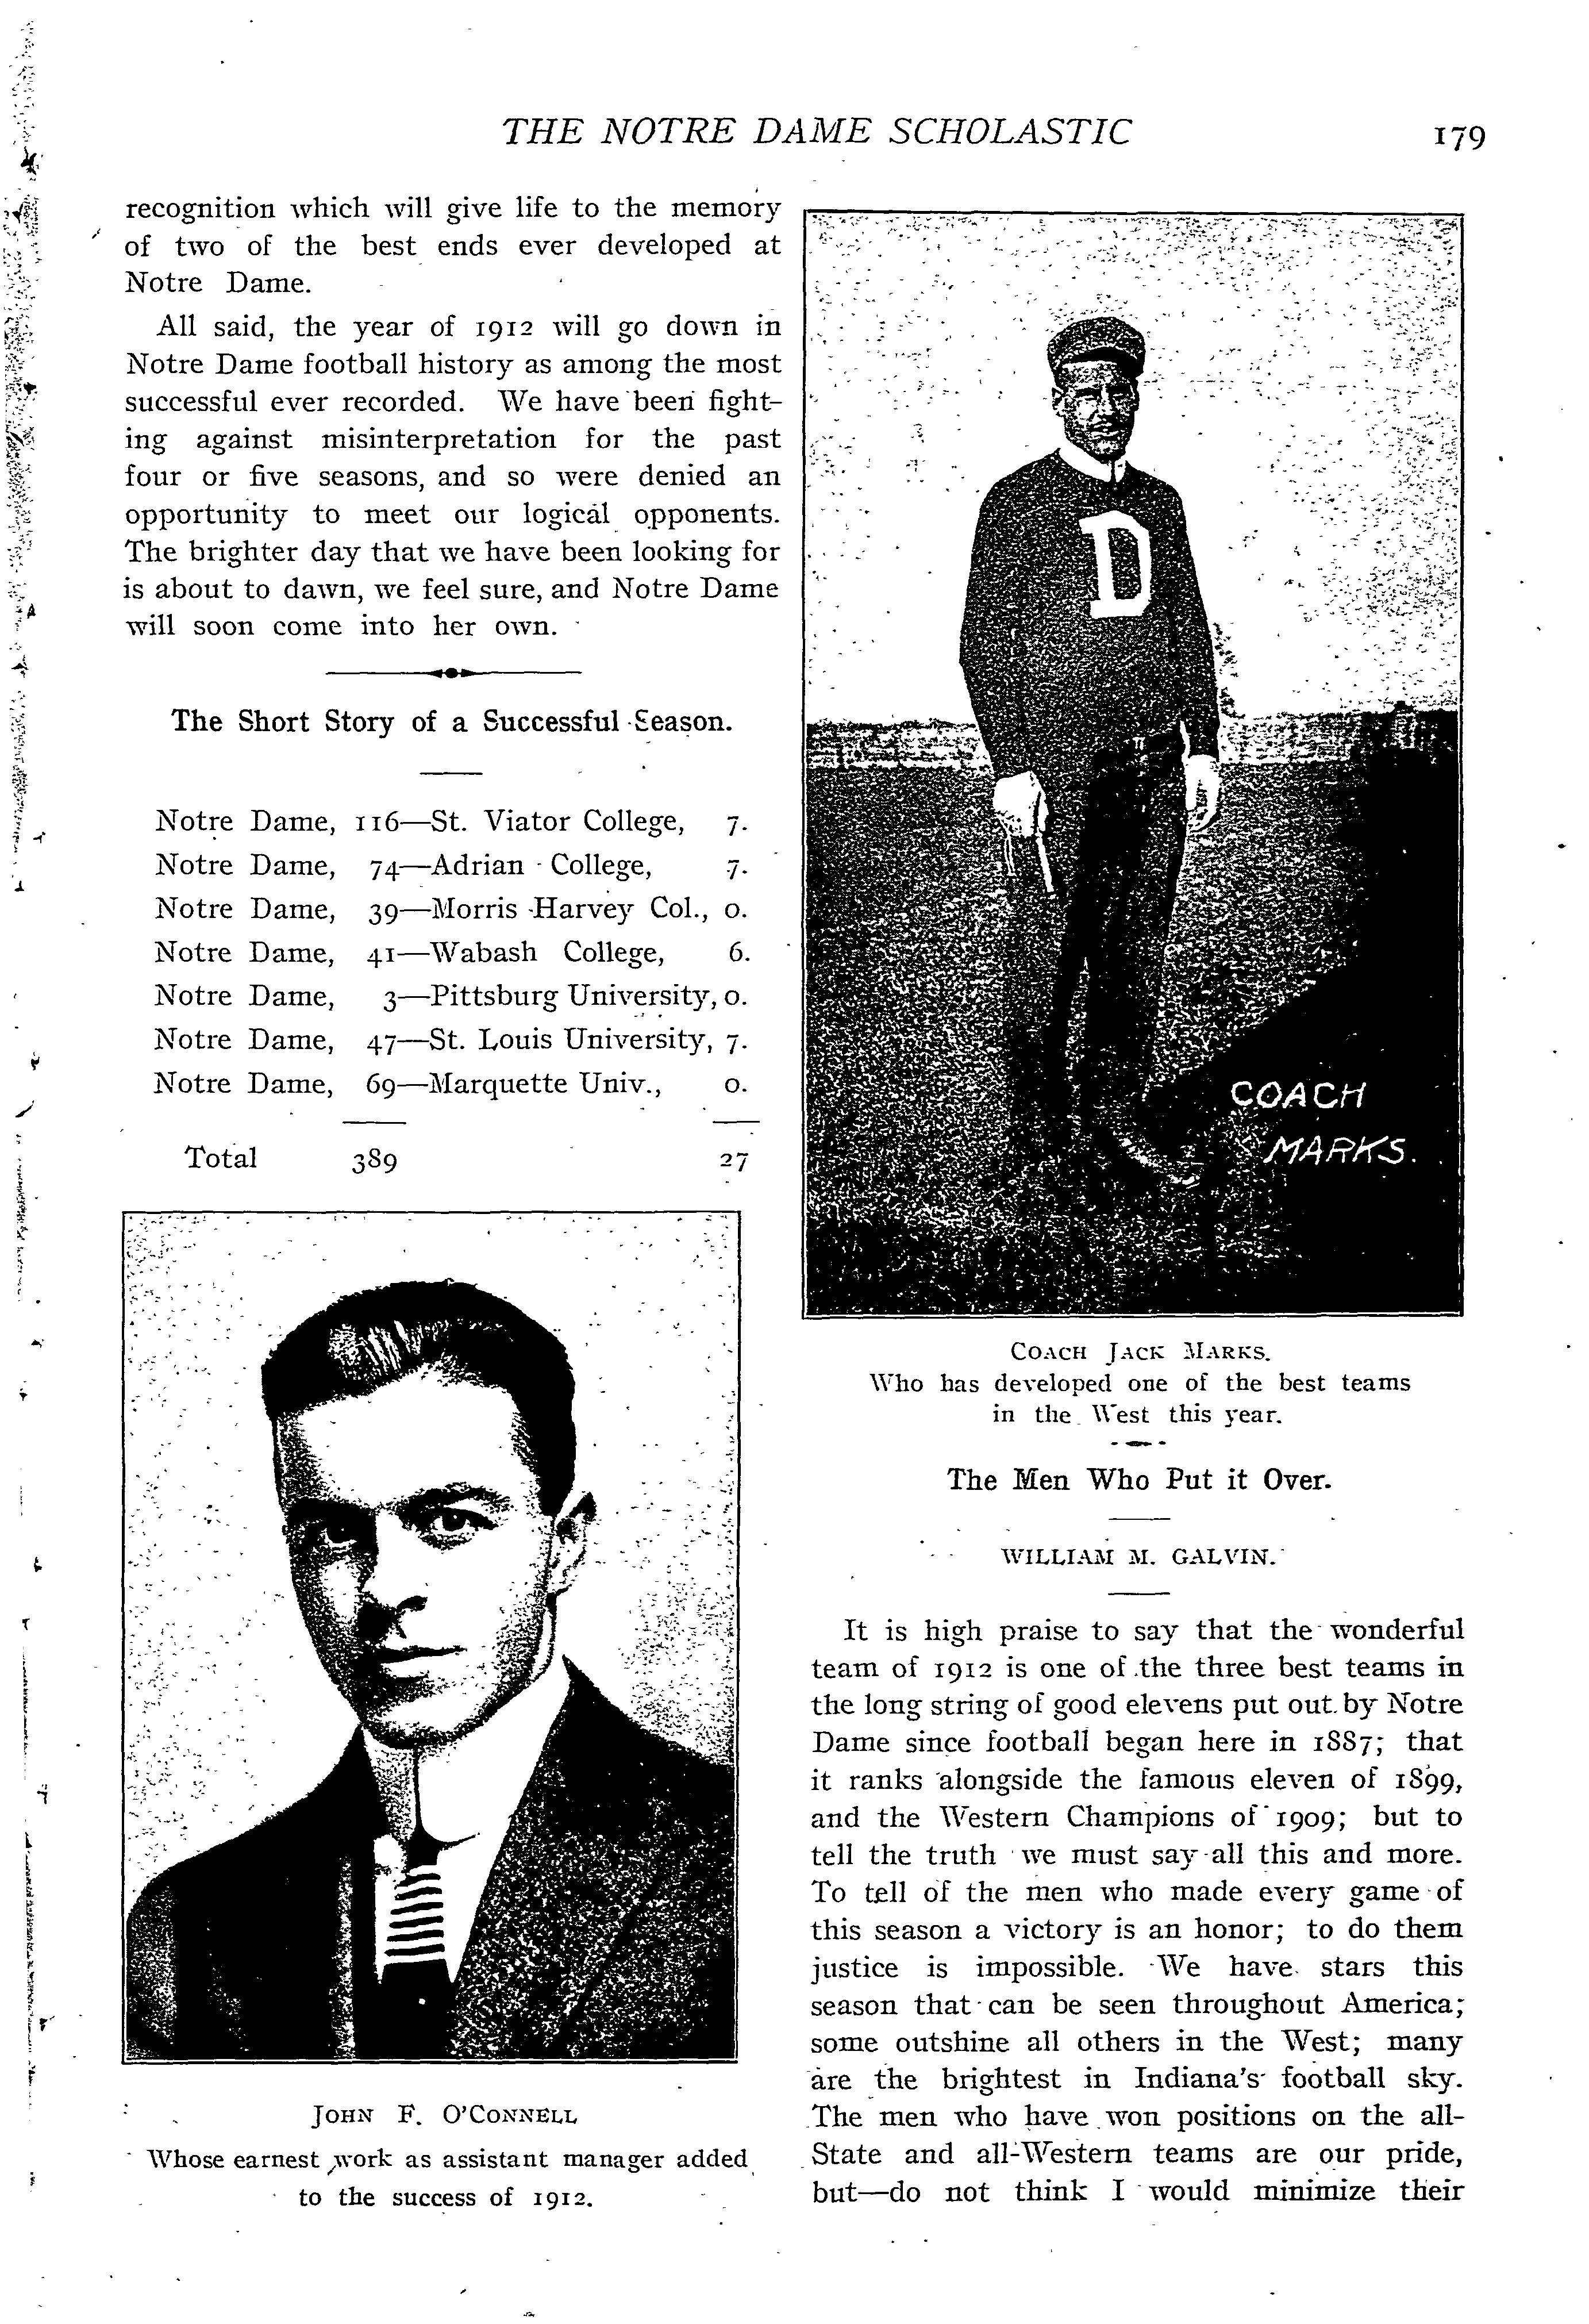 THE NOTRE DAME SCHOLASTIC
179
recognition which will give life to the memory
of two of the best ends ever developed at
Notre Dame.
All said, the year of 1912 will go down in
Notre Dame football history as among the most
successful ever recorded. We have been fight-
ing against misinterpretation for the past
four or five seasons, and so were denied an
opportunity to meet our logical opponents.
The brighter day that we have been looking for
is about to dawn, we feel sure, and Notre Dame
will soon come into her own.
The Short Story of a Successful Season.
Notre Dame, 116—St. Viator College, 7.
Notre Dame, 74—Adrian College, 7.
Notre Dame, 39—Morris Harvey Col., 0.
Notre Dame, 41—Wabash College, 6.
Notre Dame, 3—Pittsburg University, 0.
Notre Dame, 47—St. Louis University, 7.
Notre Dame, 69—Marquette Univ., 0.
Total 389 27
JOHN F. O'CONNELL
Whose earnest work as assistant manager added
to the success of 1912.
D
COACH
MARKS.
COACH JACK MARKS.
Who has developed one of the best teams
in the West this year.
The Men Who Put it Over.
WILLIAM M. GALVIN.
It is high praise to say that the wonderful
team of 1912 is one of the three best teams in
the long string of good elevens put out by Notre
Dame since football began here in 1887; that
it ranks alongside the famous eleven of 1899,
and the Western Champions of 1909; but to
tell the truth we must say all this and more.
To tell of the men who made every game of
this season a victory is an honor; to do them
justice is impossible. We have stars this
season that can be seen throughout America;
some outshine all others in the West; many
are the brightest in Indiana's football sky.
The men who have won positions on the all-
State and all-Western teams are our pride,
but—do not think I would minimize their